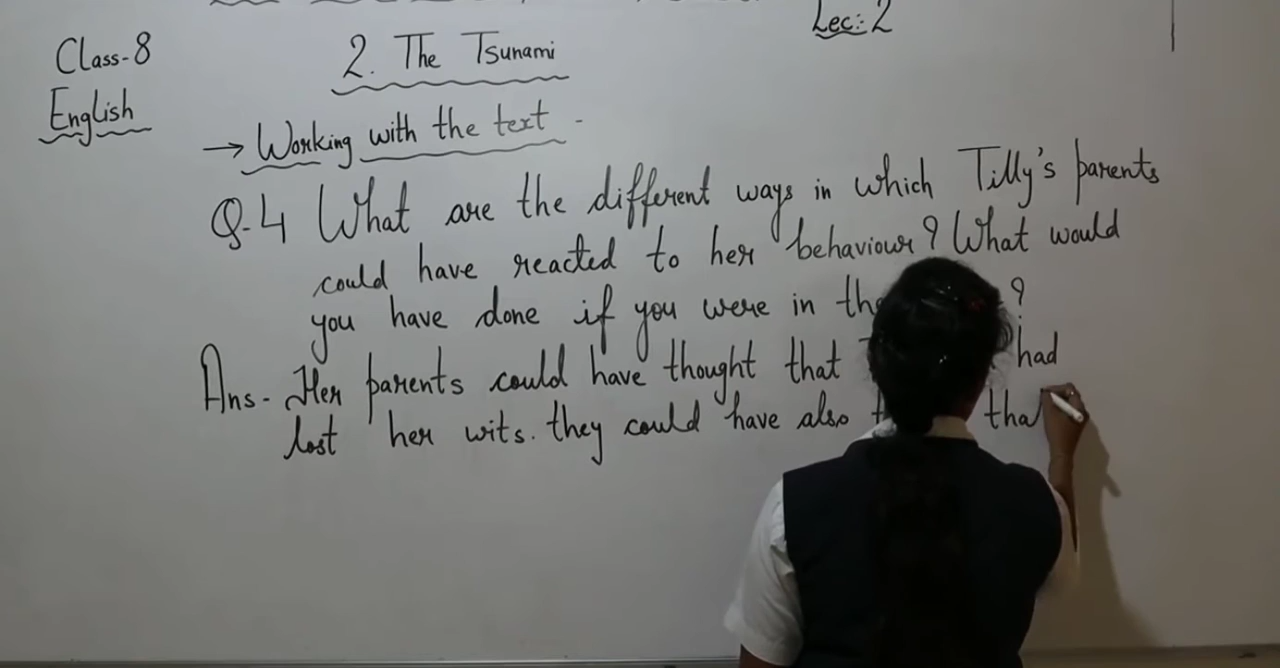 Lec:2
Class-8
2. The Tsunami
English
→ Working with the text -
Q.4 What are the different ways in which Tilly's parents
could have reacted to her behaviour? What would
you have done if you were in ?
Ans- Her parents could have thought that had
lost her wits. they could have also tha